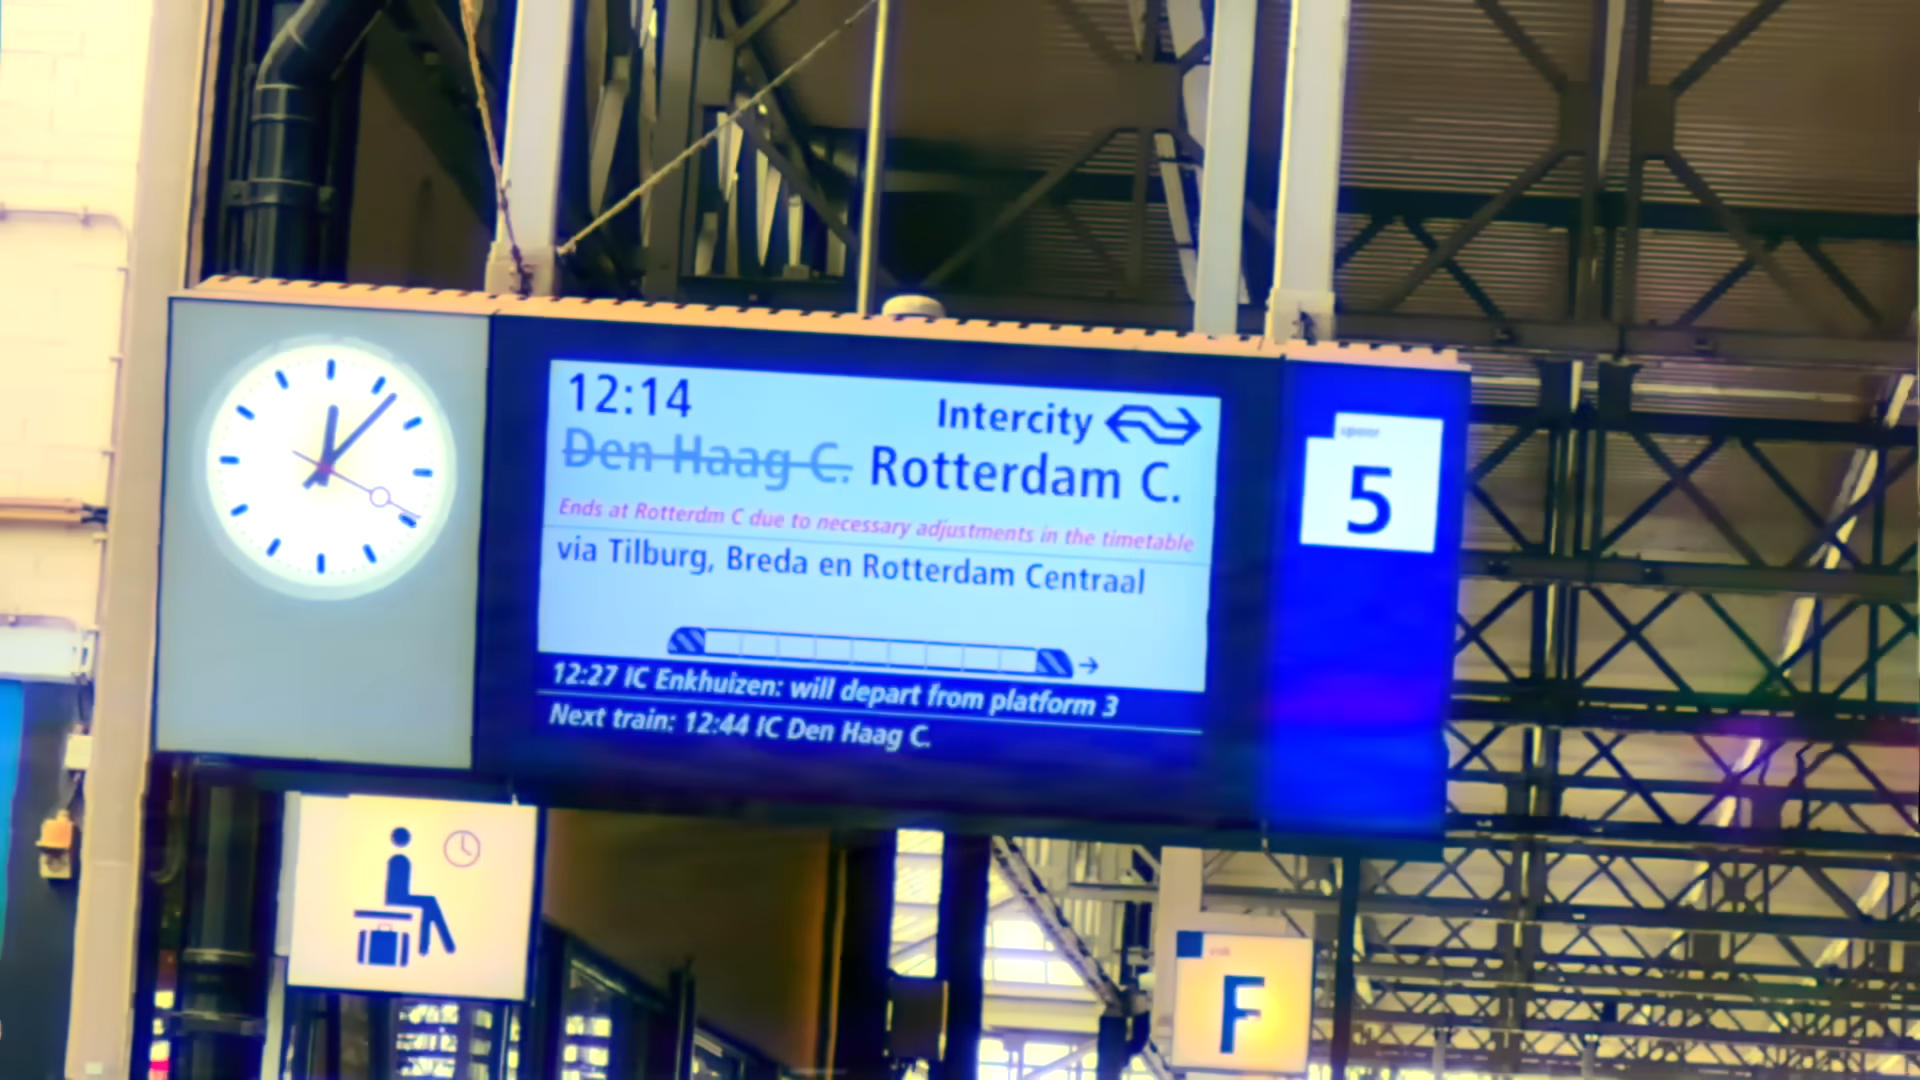 12:14
Intercity
Den Haag C. Rotterdam C.
Ends at Rotterdm C due to necessary adjustments in the timetable
via Tilburg, Breda en Rotterdam Centraal
12:27 IC Enkhuizen: will depart from platform 3
Next train: 12:44 IC Den Haag C.
spoor
5
F